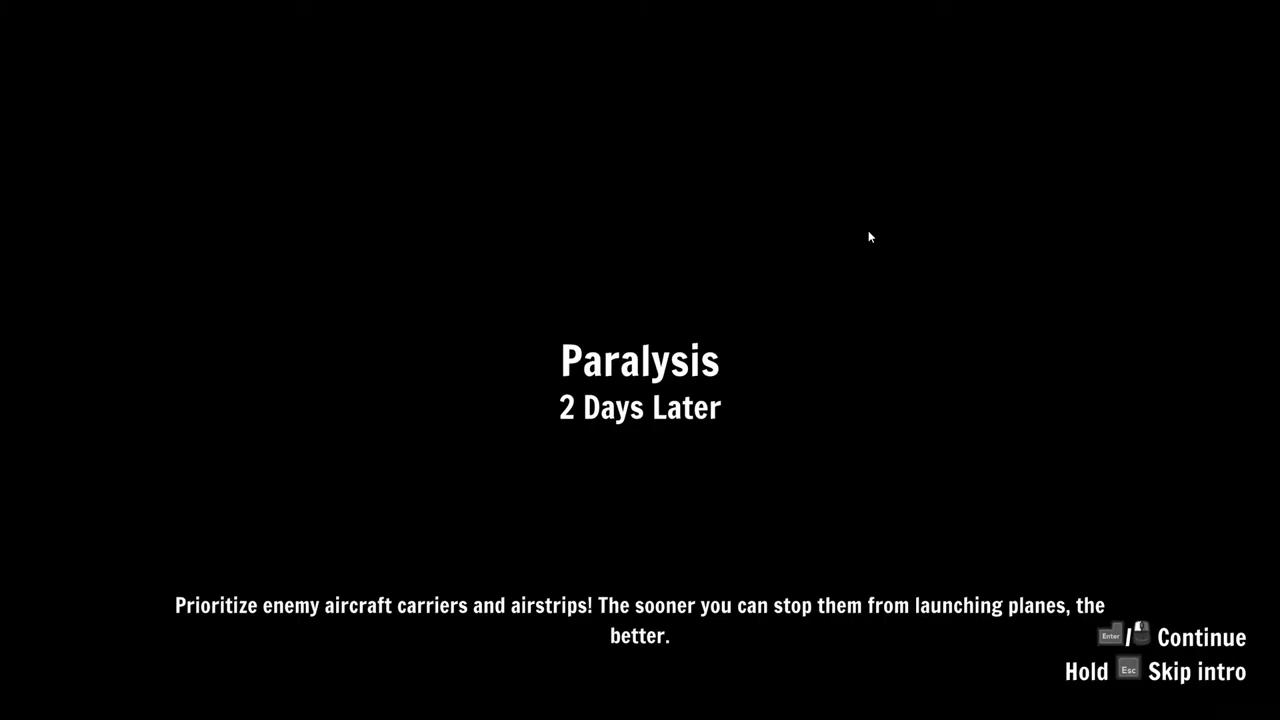 Paralysis
2 Days Later
Prioritize enemy aircraft carriers and airstrips! The sooner you can stop them from launching planes, the
better.
Enter / Continue
Hold Esc Skip intro